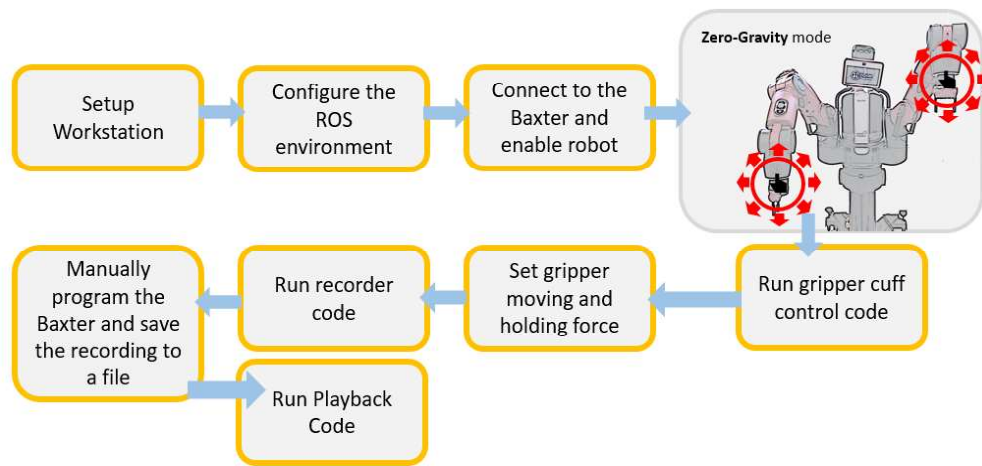 Setup
Workstation
Configure the
ROS
environment
Connect to the
Baxter and
enable robot
Zero-Gravity mode
Run gripper cuff
control code
Set gripper
moving and
holding force
Run recorder
code
Manually
program the
Baxter and save
the recording to
a file
Run Playback
Code